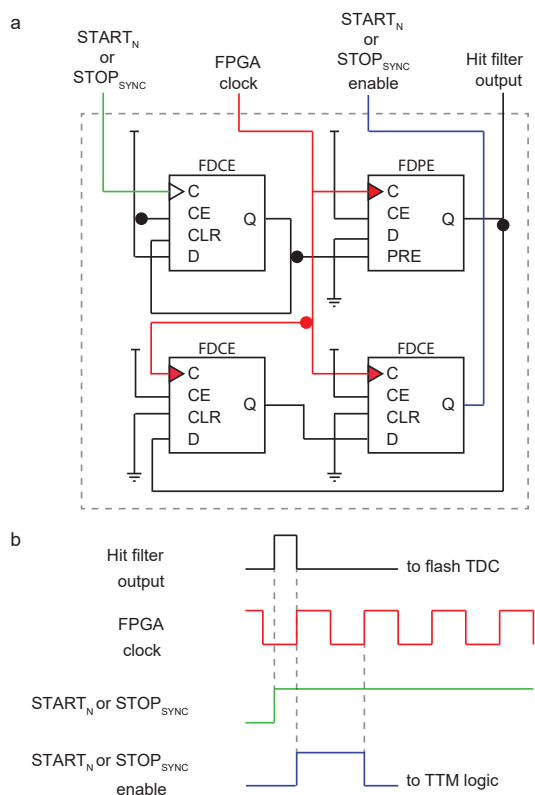 a
START_N
or
STOP_SYNC
FPGA
clock
START_N
or
STOP_SYNC
enable
Hit filter
output
FDCE
C
CE
CLR
D
Q
FDPE
C
CE
D
PRE
Q
FDCE
C
CE
CLR
D
Q
FDCE
C
CE
CLR
D
Q
b
Hit filter
output
to flash TDC
FPGA
clock
START_N or STOP_SYNC
START_N or STOP_SYNC
enable
to TTM logic